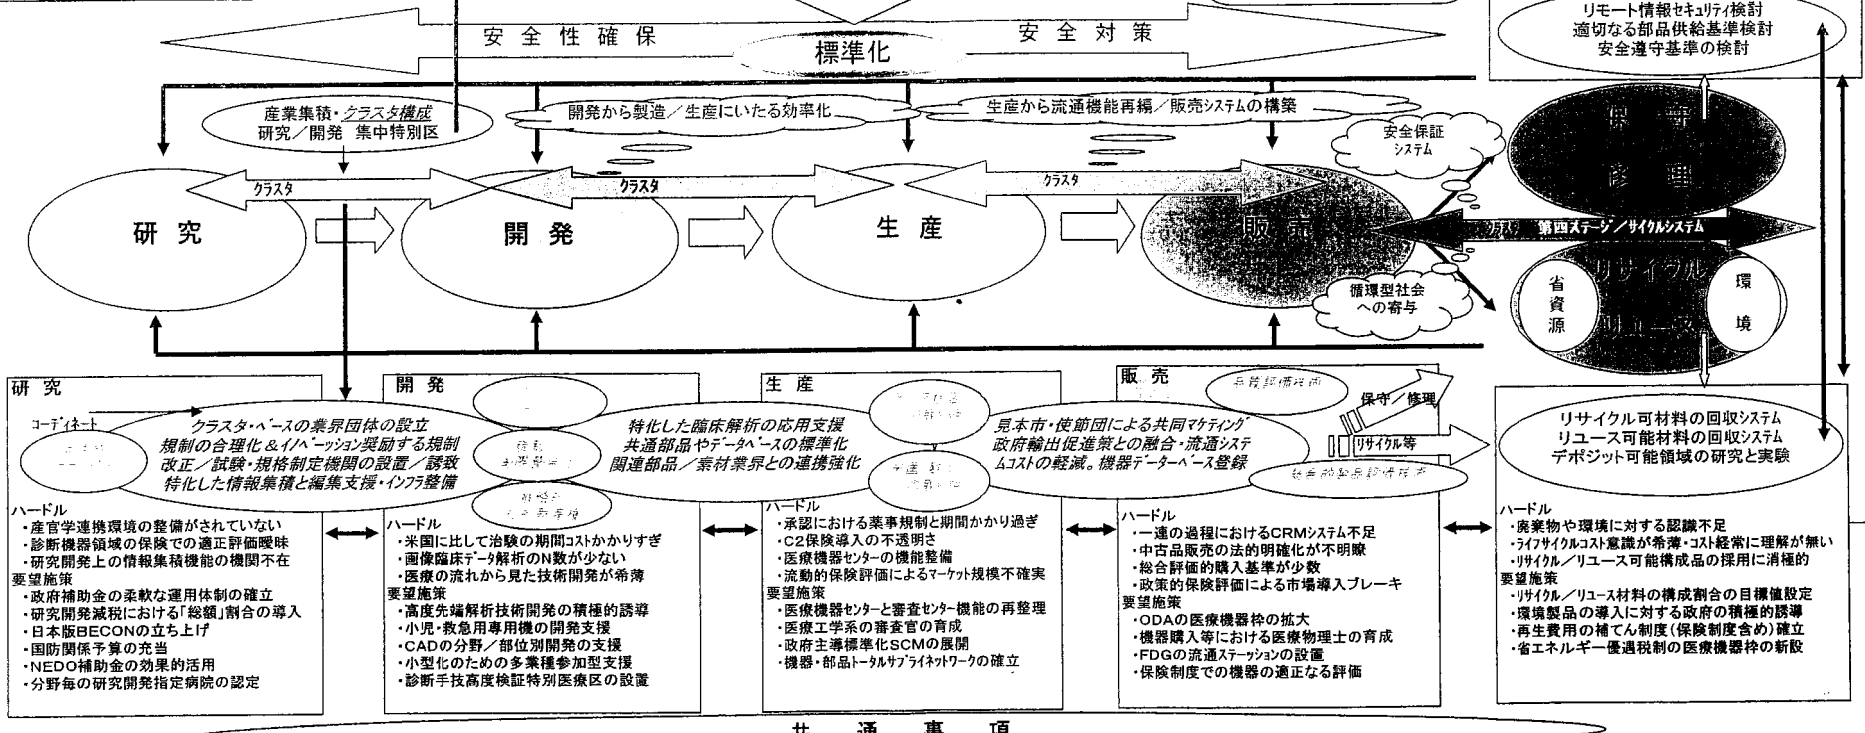 リモート情報セキュリティ検討
適切なる部品供給基準検討
安全遵守基準の検討
安全性確保
安全対策
標準化
産業集積・クラスタ構成
研究／開発 集中特別区
開発から製造／生産にいたる効率化
生産から流通機能再編／販売システムの構築
安全保証
システム
保守
修理
クラスタ
クラスタ
クラスタ
研究
開発
生産
販売
クラスタ
第四ステージ／サイクルシステム
リサイクル
リユース
省資源
環境
循環型社会
への寄与
研究
コーディネート
クラスタ・ベースの業界団体の設立
規制の合理化＆イノベーション奨励する規制
改正／試験・規格制定機関の設置／誘致
特化した情報集積と編集支援・インフラ整備
ハードル
・産官学連携環境の整備がされていない
・診断機器領域の保険での適正評価曖昧
・研究開発上の情報集積機能の機関不在
要望施策
・政府補助金の柔軟な運用体制の確立
・研究開発減税における「総額」割合の導入
・日本版BECONの立ち上げ
・国防関係予算の充当
・NEDO補助金の効果的活用
・分野毎の研究開発指定病院の認定
開発
特化した臨床解析の応用支援
共通部品やデータベースの標準化
関連部品／素材業界との連携強化
ハードル
・米国に比して治験の期間コストかかりすぎ
・画像臨床データ解析のN数が少ない
・医療の流れから見た技術開発が希薄
要望施策
・高度先端解析技術開発の積極的誘導
・小児・救急用専用機の開発支援
・CADの分野／部位別開発の支援
・小型化のための多業種参加型支援
・診断手技高度検証特別医療区の設置
生産
ハードル
・承認における薬事規制と期間かかり過ぎ
・C2保険導入の不透明さ
・医療機器センターの機能整備
・流動的保険評価によるマーケット規模不確実
要望施策
・医療機器センターと審査センター機能の再整理
・医療工学系の審査官の育成
・政府主導標準化SCMの展開
・機器・部品トータルサプライネットワークの確立
販売
保守／修理
見本市・使節団による共同マケティング
政府輸出促進策との融合・流通システ
ムコストの軽減。機器データーベース登録
リサイクル等
ハードル
・一連の過程におけるCRMシステム不足
・中古品販売の法的明確化が不明瞭
・総合評価的購入基準が少数
・政策的保険評価による市場導入ブレーキ
要望施策
・ODAの医療機器枠の拡大
・機器購入等における医療物理士の育成
・FDGの流通ステーッションの設置
・保険制度での機器の適正なる評価
リサイクル可材料の回収システム
リユース可能材料の回収システム
デポジット可能領域の研究と実験
ハードル
・廃棄物や環境に対する認識不足
・ライフサイクルコスト意識が希薄・コスト経常に理解が無い
・リサイクル／リユース可能構成品の採用に消極的
要望施策
・リサイクル／リユース材料の構成割合の目標値設定
・環境製品の導入に対する政府の積極的誘導
・再生費用の補てん制度（保険制度含め）確立
・省エネルギー優遇税制の医療機器枠の新設
共通事項